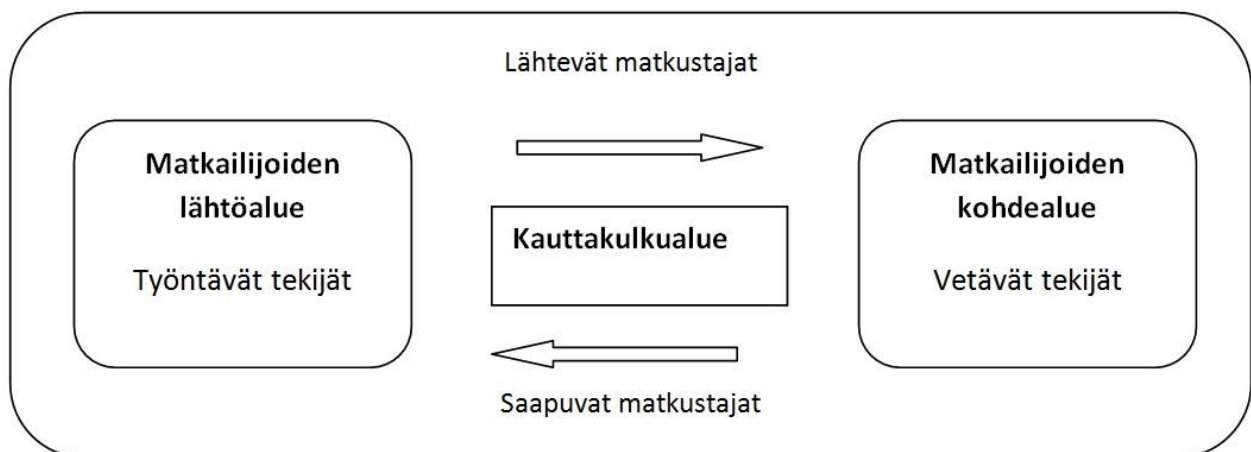 Lähtevät matkustajat
Matkailijoiden
lähtöalue
Työntävät tekijät
Kauttakulkualue
Matkailijoiden
kohdealue
Vetävät tekijät
Saapuvat matkustajat